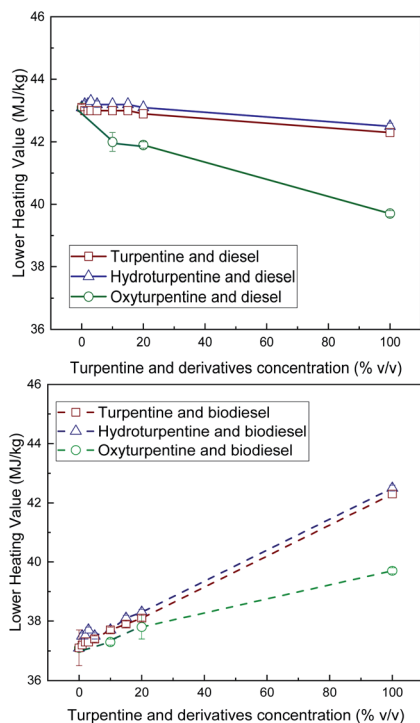 46
44
42
40
38
36
Lower Heating Value (MJ/kg)
Turpentine and diesel
Hydroturpentine and diesel
Oxyturpentine and diesel
0 20 40 60 80 100
Turpentine and derivatives concentration (% v/v)
46
44
42
40
38
36
Lower Heating Value (MJ/kg)
Turpentine and biodiesel
Hydroturpentine and biodiesel
Oxyturpentine and biodiesel
0 20 40 60 80 100
Turpentine and derivatives concentration (% v/v)